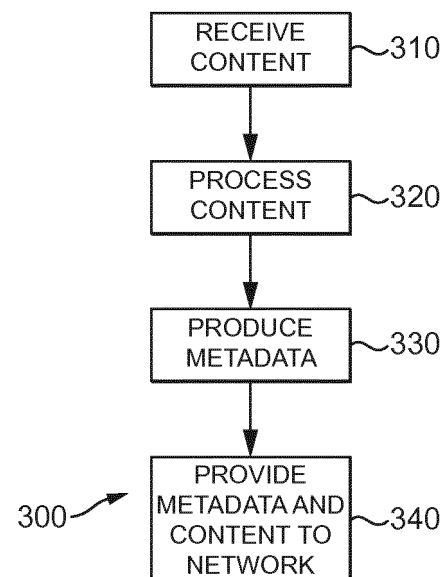 RECEIVE
CONTENT
310
PROCESS
CONTENT
320
PRODUCE
METADATA
330
PROVIDE
METADATA AND
CONTENT TO
NETWORK
340
300